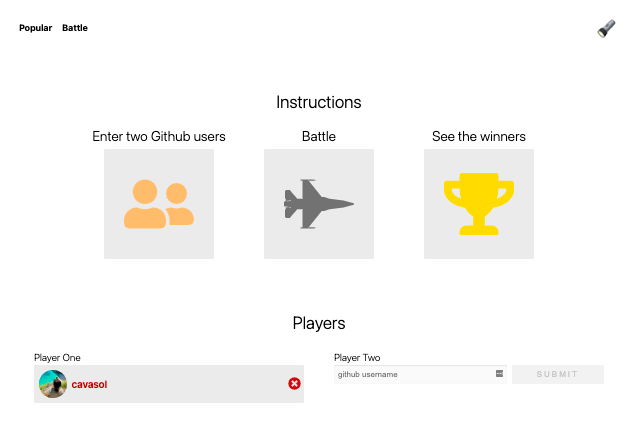 Popular Battle
Instructions
Enter two Github users
Battle
See the winners
Players
Player One
cavasol
Player Two
github username
SUBMIT